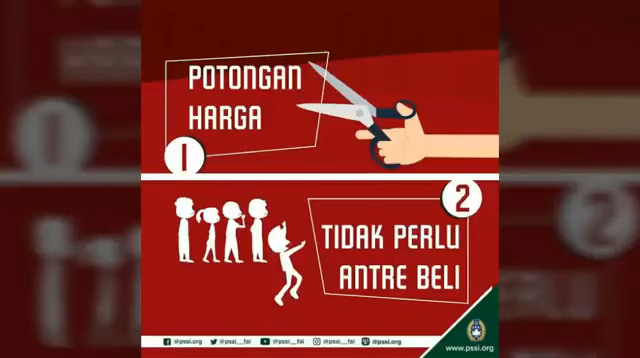 POTONGAN
HARGA
1
2
TIDAK PERLU
ANTRE BELI
@pssi.org @pssi__fai @pssi__fai @pssi__fai @pssi.org
www.pssi.org